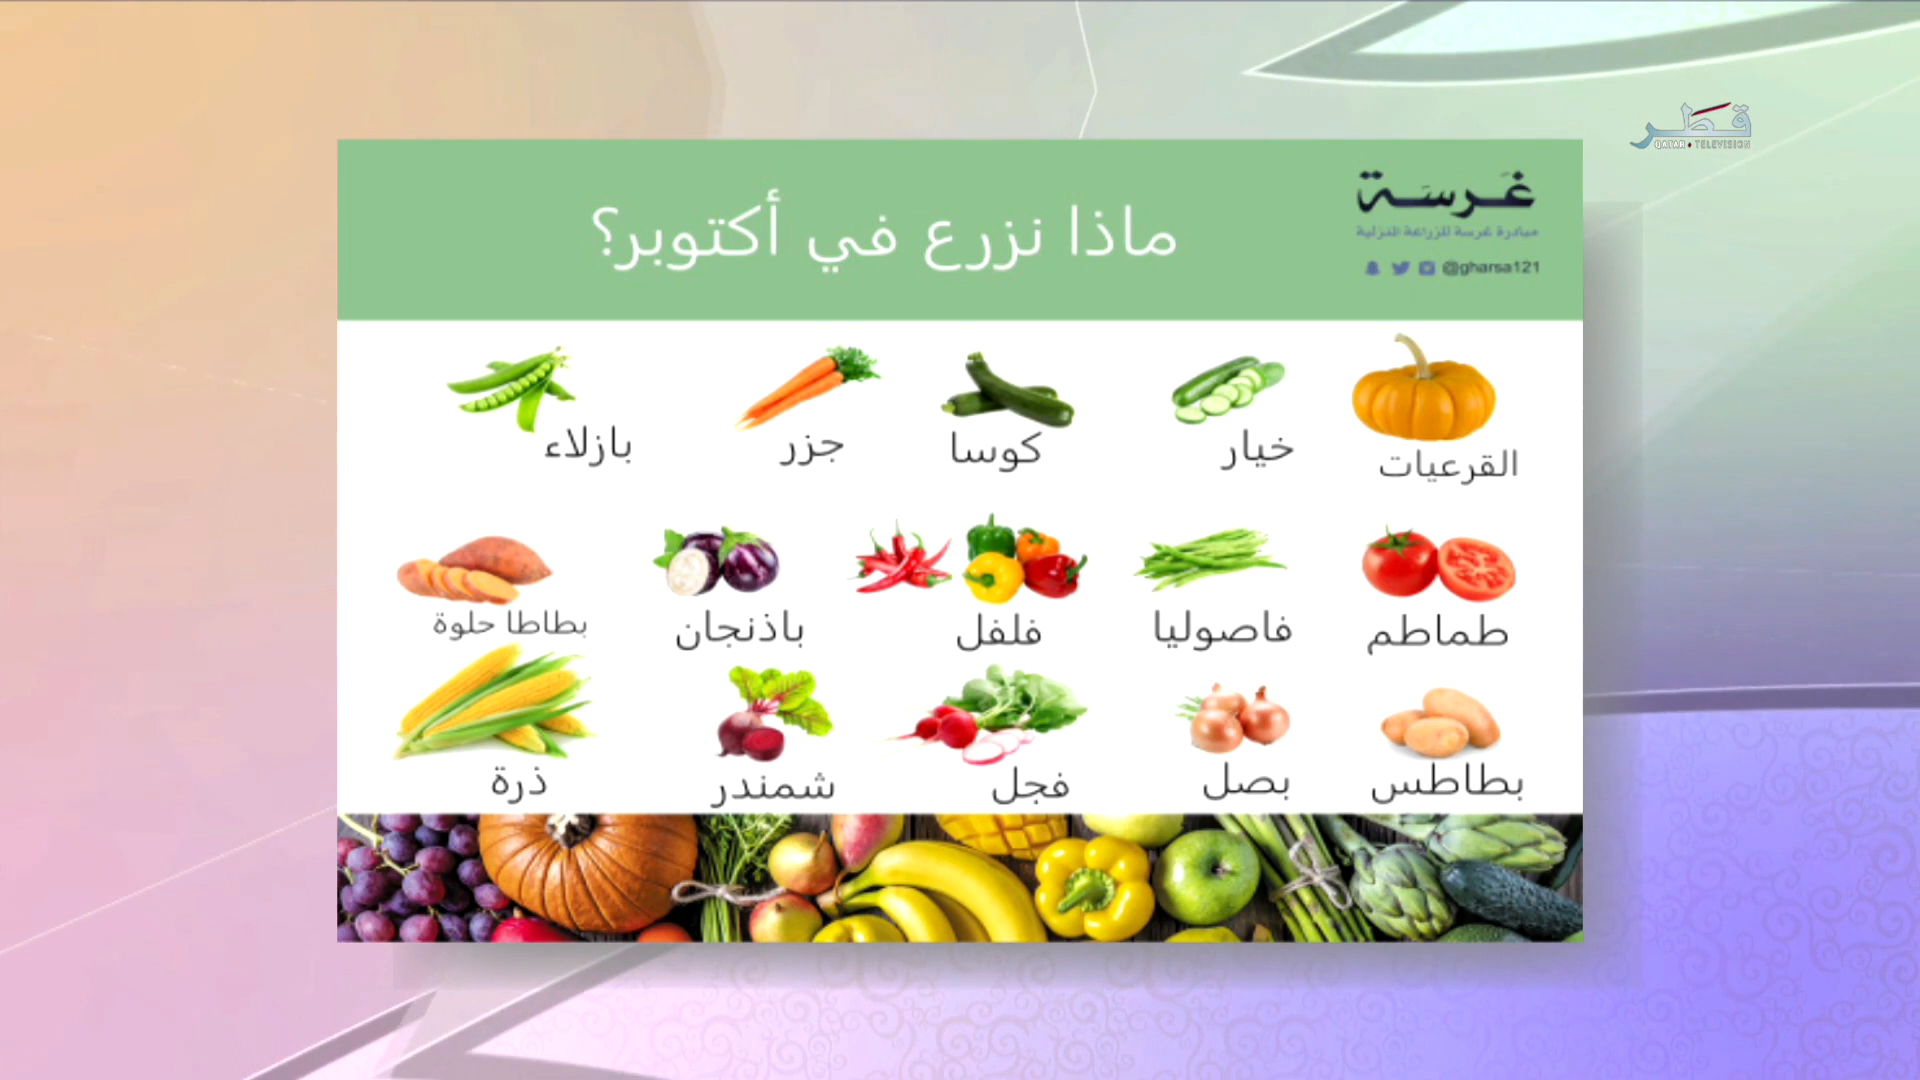 قطر
QATAR TELEVISION
غرسة
مبادرة غرسة للزراعة المنزلية
@gharsa121
ماذا نزرع في أكتوبر؟
القرعيات
خيار
كوسا
جزر
بازلاء
طماطم
فاصوليا
فلفل
باذنجان
بطاطا حلوة
بطاطس
بصل
فجل
شمندر
ذرة